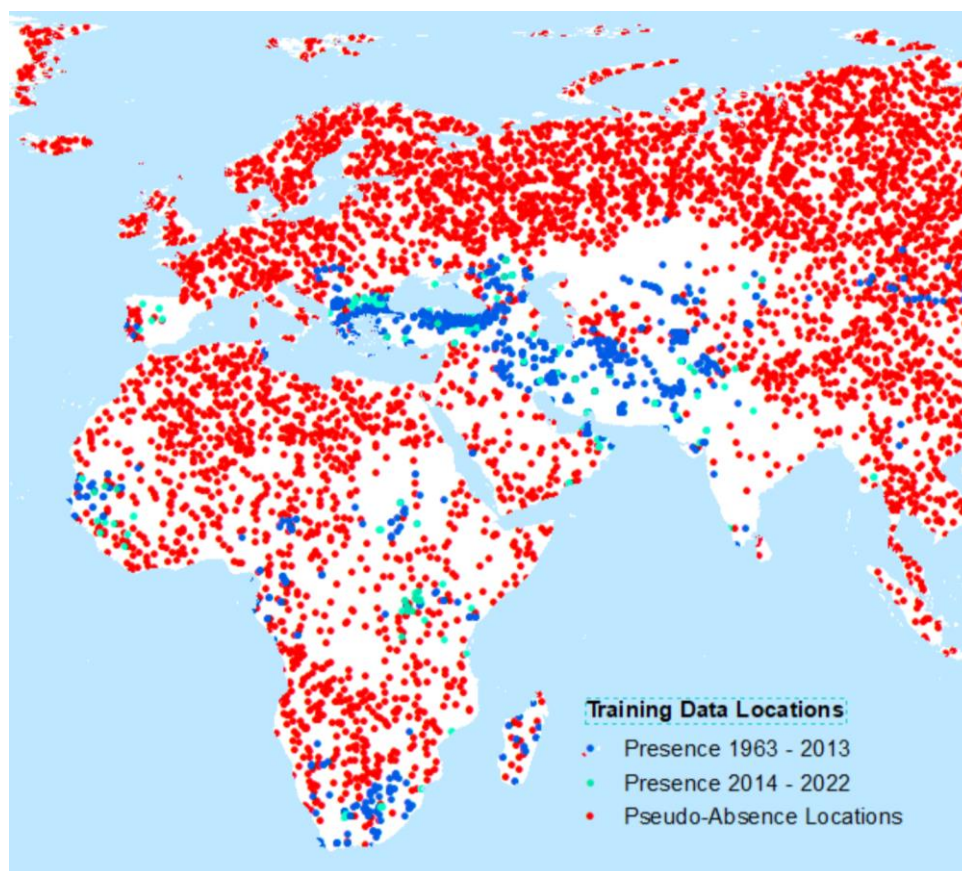 Training Data Locations
Presence 1963 - 2013
Presence 2014 - 2022
Pseudo-Absence Locations